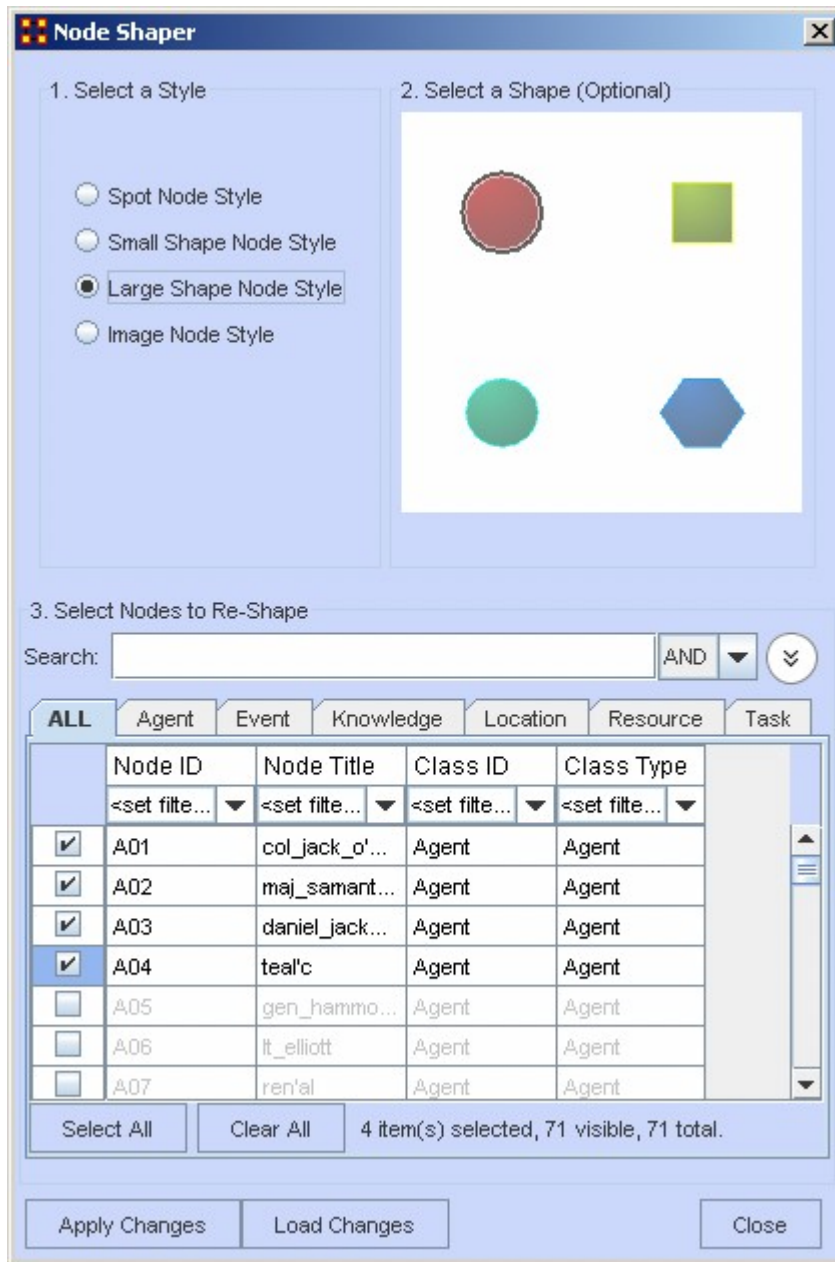 Node Shaper
1. Select a Style
2. Select a Shape (Optional)
Spot Node Style
Small Shape Node Style
Large Shape Node Style
Image Node Style
3. Select Nodes to Re-Shape
Search: AND
ALL Agent Event Knowledge Location Resource Task
Node ID Node Title Class ID Class Type
<set filte... <set filte... <set filte... <set filte...
A01 col_jack_o'... Agent Agent
A02 maj_samant... Agent Agent
A03 daniel_jack... Agent Agent
A04 teal'c Agent Agent
A05 gen_hammo... Agent Agent
A06 lt_elliott Agent Agent
A07 ren'al Agent Agent
Select All Clear All 4 item(s) selected, 71 visible, 71 total.
Apply Changes Load Changes Close